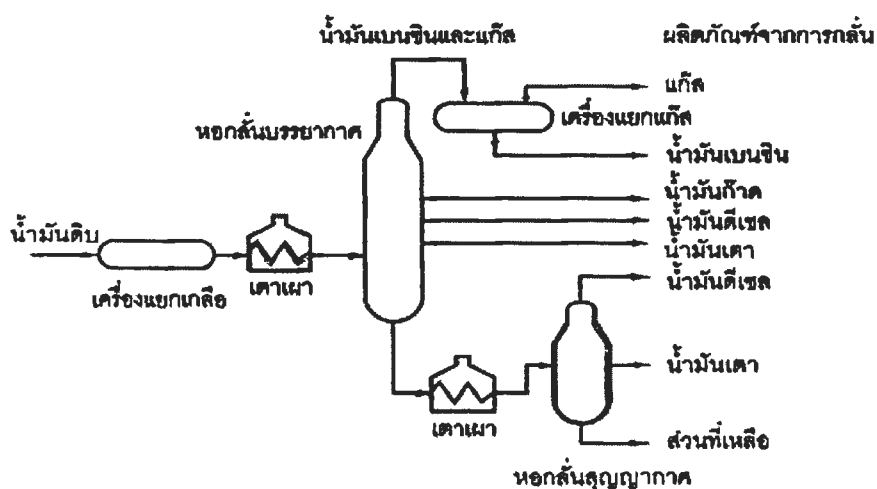 น้ำมันเบนซินและแก๊ส
ผลิตภัณฑ์จากการกลั่น
แก๊ส
เครื่องแยกแก๊ส
หอกลั่นบรรยากาศ
น้ำมันเบนซิน
น้ำมันก๊าด
น้ำมันดีเซล
น้ำมันดิบ
น้ำมันเตา
เตาเผา
น้ำมันดีเซล
เครื่องแยกเกลือ
น้ำมันเตา
เตาเผา
ส่วนที่เหลือ
หอกลั่นสุญญากาศ